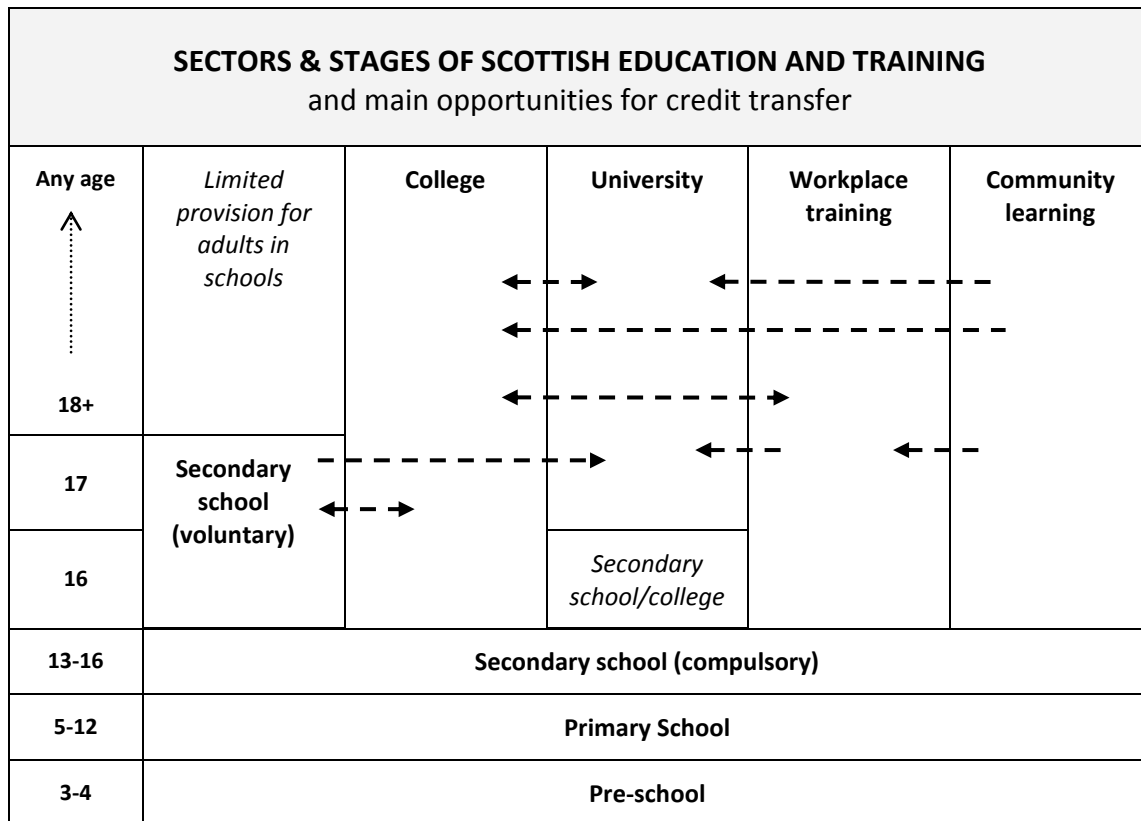 SECTORS & STAGES OF SCOTTISH EDUCATION AND TRAINING
and main opportunities for credit transfer
Any age
Limited
provision for
adults in
schools
College
University
Workplace
training
Community
learning
18+
17
Secondary
school
(voluntary)
16
Secondary
school/college
13-16
Secondary school (compulsory)
5-12
Primary School
3-4
Pre-school